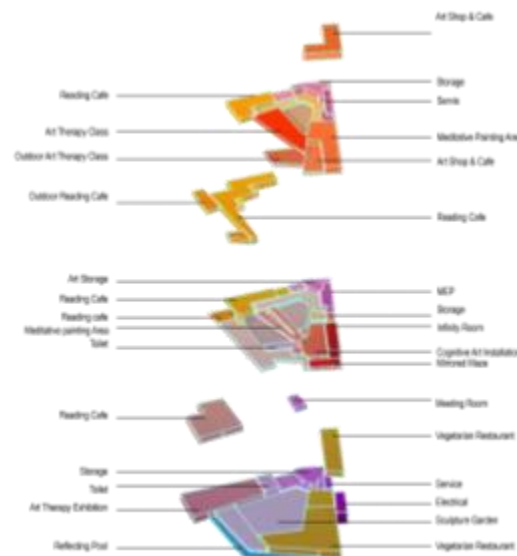 Art Shop & Cafe
Storage
Reading Cafe
Servis
Art Therapy Class
Meditative Painting Area
Outdoor Art Therapy Class
Art Shop & Cafe
Outdoor Reading Cafe
Reading Cafe
Art Storage
MEP
Reading Cafe
Storage
Reading cafe
Infinity Room
Meditative painting Area
Toilet
Cognitive Art Installation
Mirrored Maze
Meeting Room
Reading Cafe
Vegetarian Restaurant
Storage
Service
Toilet
Electrical
Art Therapy Exhibition
Sculpture Garden
Reflecting Pool
Vegetarian Restaurant